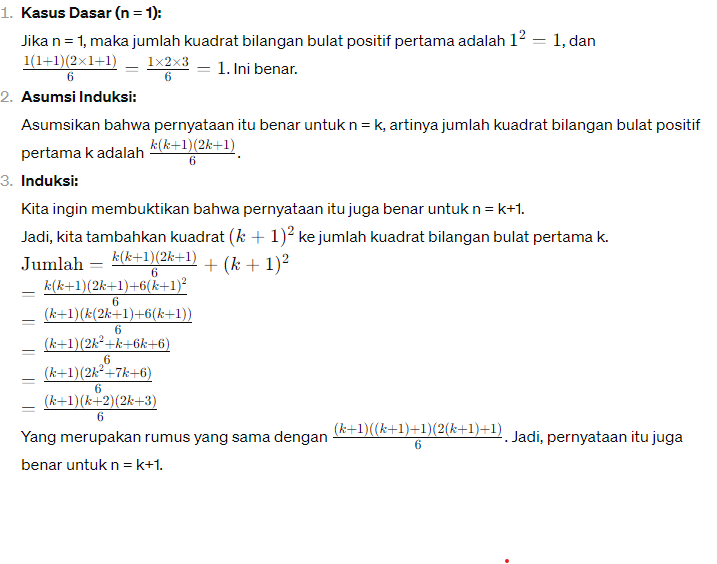 1. Kasus Dasar (n = 1):
Jika n = 1, maka jumlah kuadrat bilangan bulat positif pertama adalah $1^2 = 1$, dan
$\frac{1(1+1)(2\times1+1)}{6} = \frac{1\times2\times3}{6} = 1$. Ini benar.
2. Asumsi Induksi:
Asumsikan bahwa pernyataan itu benar untuk n = k, artinya jumlah kuadrat bilangan bulat positif
pertama k adalah $\frac{k(k+1)(2k+1)}{6}$.
3. Induksi:
Kita ingin membuktikan bahwa pernyataan itu juga benar untuk n = k+1.
Jadi, kita tambahkan kuadrat $(k+1)^2$ ke jumlah kuadrat bilangan bulat pertama k.
Jumlah $= \frac{k(k+1)(2k+1)}{6} + (k+1)^2$
$= \frac{k(k+1)(2k+1)+6(k+1)^2}{6}$
$= \frac{(k+1)(k(2k+1)+6(k+1))}{6}$
$= \frac{(k+1)(2k^2+k+6k+6)}{6}$
$= \frac{(k+1)(2k^2+7k+6)}{6}$
$= \frac{(k+1)(k+2)(2k+3)}{6}$
Yang merupakan rumus yang sama dengan $\frac{(k+1)((k+1)+1)(2(k+1)+1)}{6}$. Jadi, pernyataan itu juga
benar untuk n = k+1.